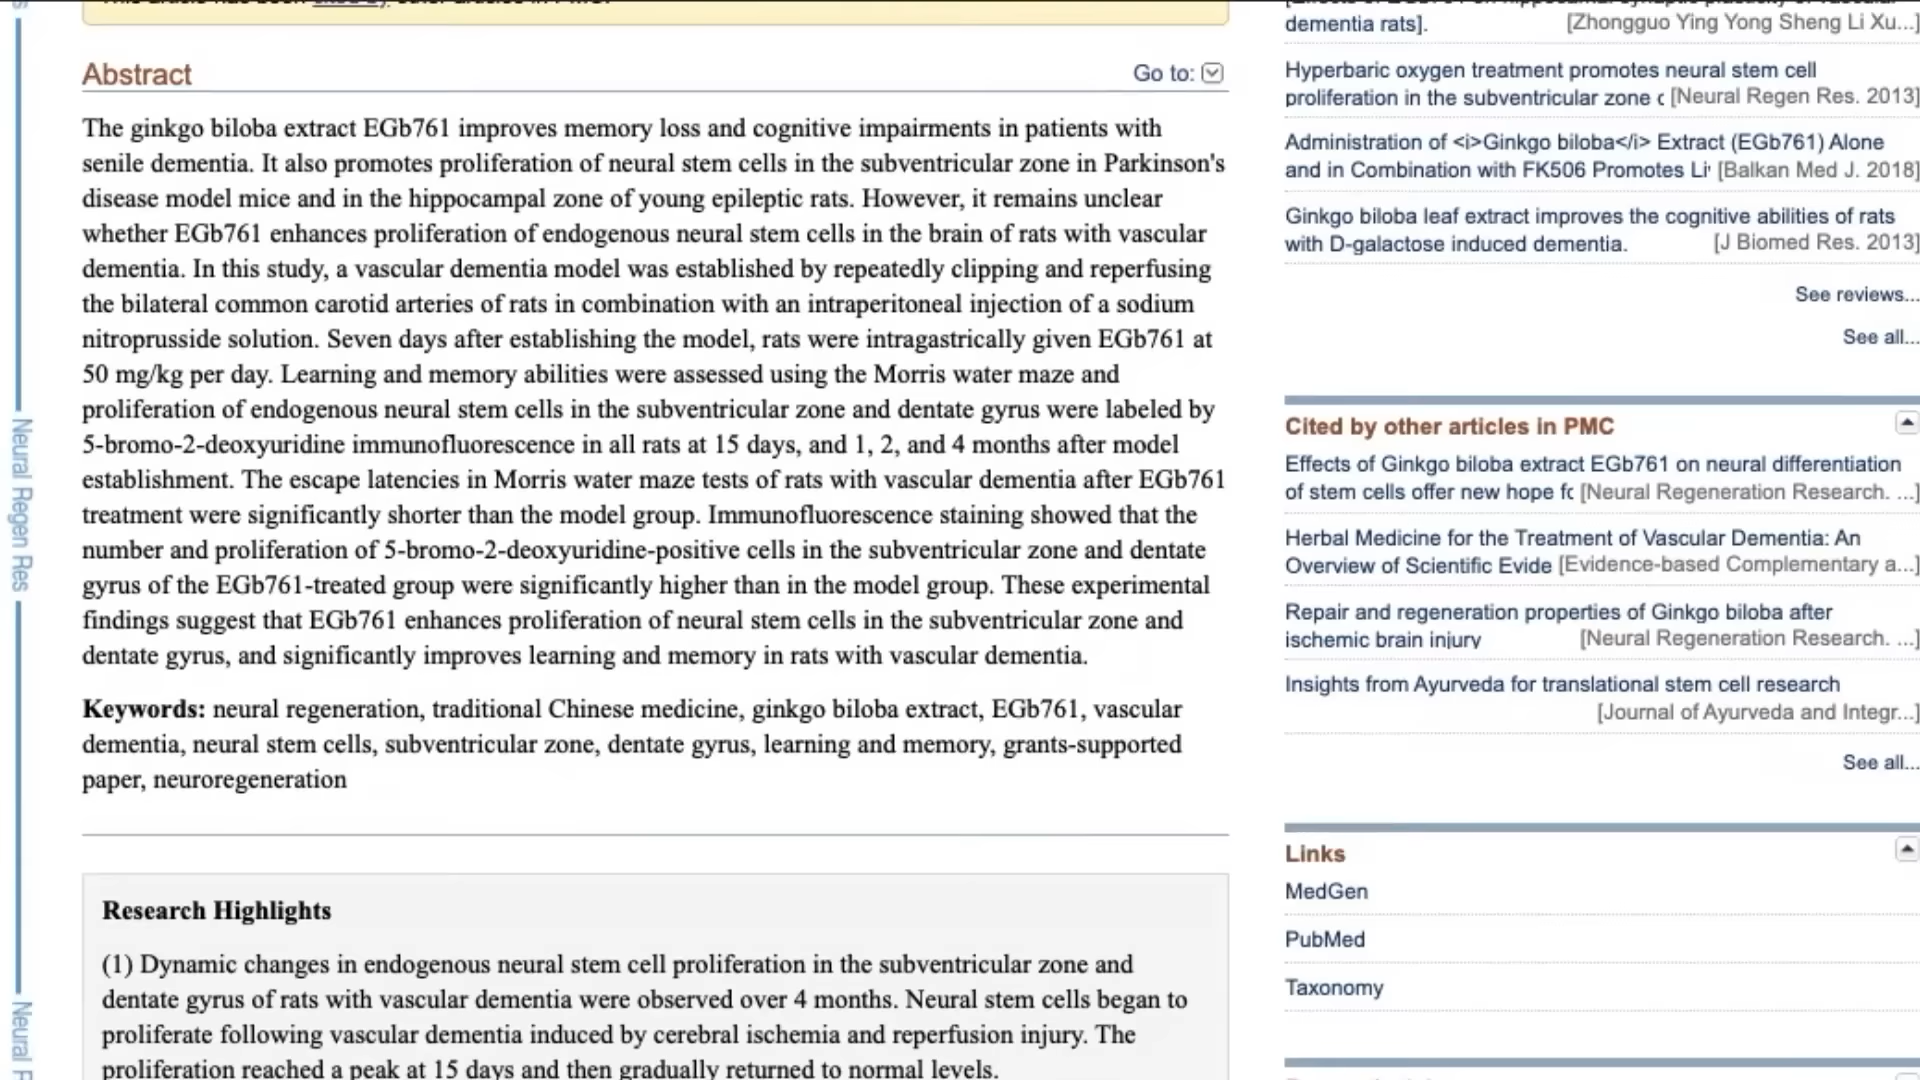 Abstract
Go to:
The ginkgo biloba extract EGb761 improves memory loss and cognitive impairments in patients with
senile dementia. It also promotes proliferation of neural stem cells in the subventricular zone in Parkinson's
disease model mice and in the hippocampal zone of young epileptic rats. However, it remains unclear
whether EGb761 enhances proliferation of endogenous neural stem cells in the brain of rats with vascular
dementia. In this study, a vascular dementia model was established by repeatedly clipping and reperfusing
the bilateral common carotid arteries of rats in combination with an intraperitoneal injection of a sodium
nitroprusside solution. Seven days after establishing the model, rats were intragastrically given EGb761 at
50 mg/kg per day. Learning and memory abilities were assessed using the Morris water maze and
proliferation of endogenous neural stem cells in the subventricular zone and dentate gyrus were labeled by
5-bromo-2-deoxyuridine immunofluorescence in all rats at 15 days, and 1, 2, and 4 months after model
establishment. The escape latencies in Morris water maze tests of rats with vascular dementia after EGb761
treatment were significantly shorter than the model group. Immunofluorescence staining showed that the
number and proliferation of 5-bromo-2-deoxyuridine-positive cells in the subventricular zone and dentate
gyrus of the EGb761-treated group were significantly higher than in the model group. These experimental
findings suggest that EGb761 enhances proliferation of neural stem cells in the subventricular zone and
dentate gyrus, and significantly improves learning and memory in rats with vascular dementia.
Keywords: neural regeneration, traditional Chinese medicine, ginkgo biloba extract, EGb761, vascular
dementia, neural stem cells, subventricular zone, dentate gyrus, learning and memory, grants-supported
paper, neuroregeneration
Research Highlights
(1) Dynamic changes in endogenous neural stem cell proliferation in the subventricular zone and
dentate gyrus of rats with vascular dementia were observed over 4 months. Neural stem cells began to
proliferate following vascular dementia induced by cerebral ischemia and reperfusion injury. The
proliferation reached a peak at 15 days and then gradually returned to normal levels.
Neural Regen Res
dementia rats]. [Zhongguo Ying Yong Sheng Li Xu...]
Hyperbaric oxygen treatment promotes neural stem cell
proliferation in the subventricular zone c [Neural Regen Res. 2013]
Administration of <i>Ginkgo biloba</i> Extract (EGb761) Alone
and in Combination with FK506 Promotes Li' [Balkan Med J. 2018]
Ginkgo biloba leaf extract improves the cognitive abilities of rats
with D-galactose induced dementia. [J Biomed Res. 2013]
See reviews...
See all...
Cited by other articles in PMC
Effects of Ginkgo biloba extract EGb761 on neural differentiation
of stem cells offer new hope fc [Neural Regeneration Research. ...]
Herbal Medicine for the Treatment of Vascular Dementia: An
Overview of Scientific Evide [Evidence-based Complementary a...]
Repair and regeneration properties of Ginkgo biloba after
ischemic brain injury [Neural Regeneration Research. ...]
Insights from Ayurveda for translational stem cell research
[Journal of Ayurveda and Integr...]
See all...
Links
MedGen
PubMed
Taxonomy